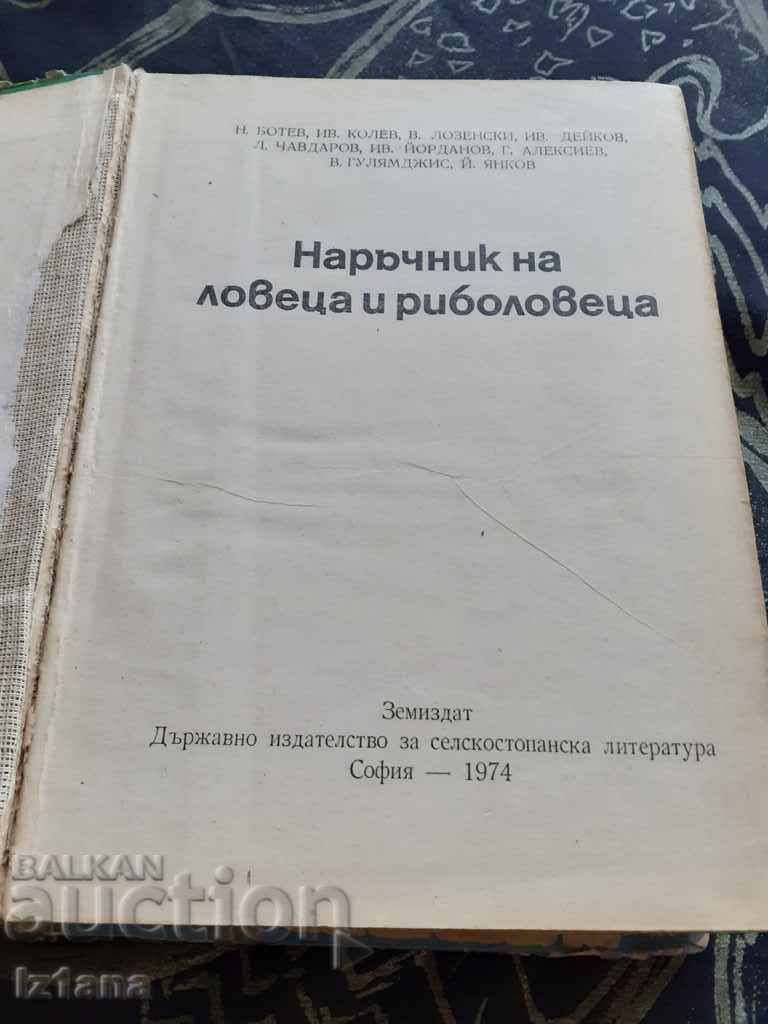 Н. БОТЕВ, ИВ. КОЛЕВ, В. ЛОЗЕНСКИ, ИВ. ДЕЙКОВ,
Л. ЧАВДАРОВ, ИВ. ЙОРДАНОВ, Г. АЛЕКСИЕВ,
В. ГУЛЯМДЖИС, Й. ЯНКОВ
Наръчник на
ловеца и риболовеца
Земиздат
Държавно издателство за селскостопанска литература
София — 1974
BALKAN
auction
Iz1ana